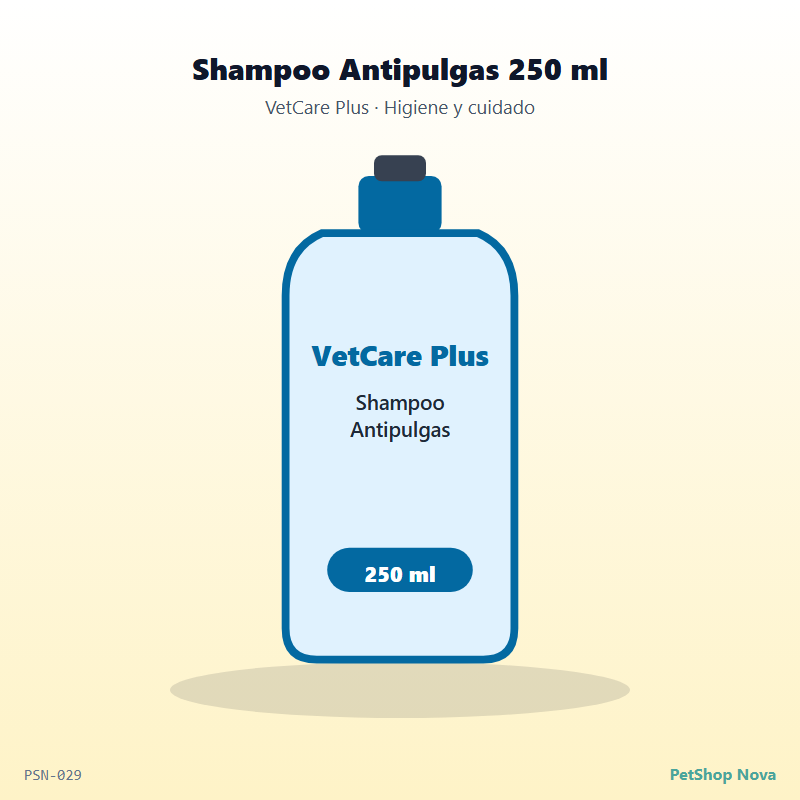 Shampoo Antipulgas 250 ml
VetCare Plus · Higiene y cuidado
VetCare Plus
Shampoo
Antipulgas
250 ml
PSN-029
PetShop Nova